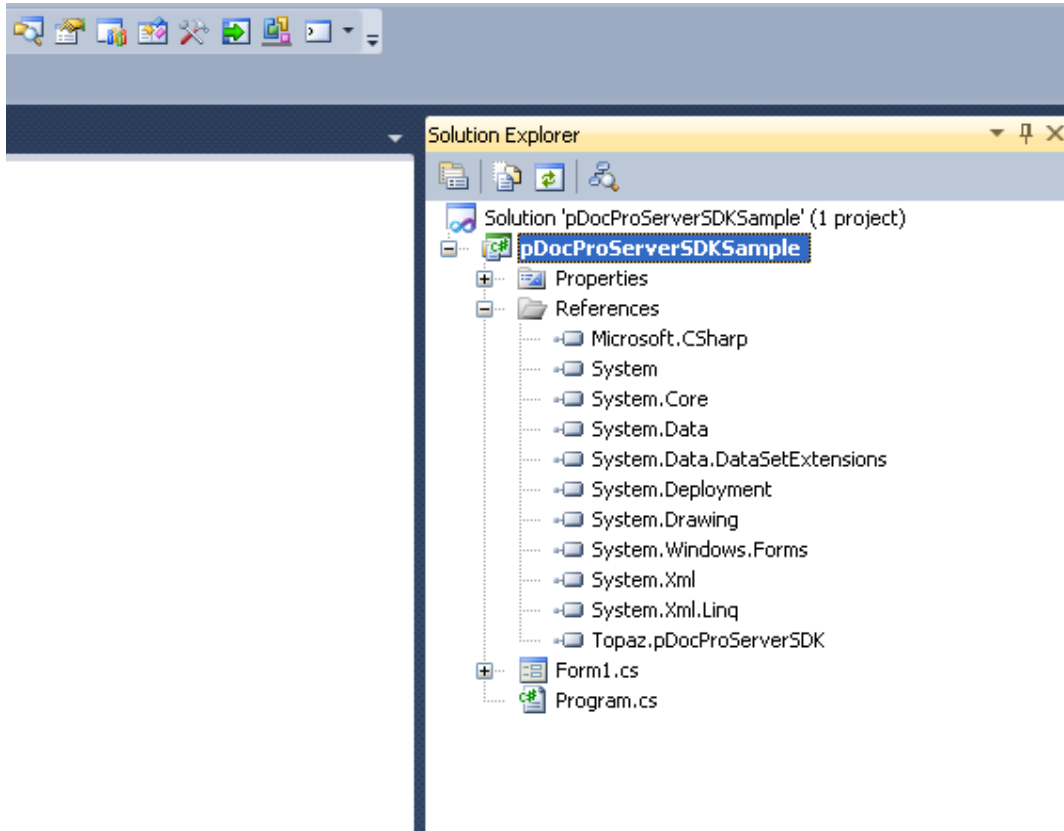 Solution Explorer
Solution 'pDocProServerSDKSample' (1 project)
pDocProServerSDKSample
Properties
References
Microsoft.CSharp
System
System.Core
System.Data
System.Data.DataSetExtensions
System.Deployment
System.Drawing
System.Windows.Forms
System.Xml
System.Xml.Linq
Topaz.pDocProServerSDK
Form1.cs
Program.cs